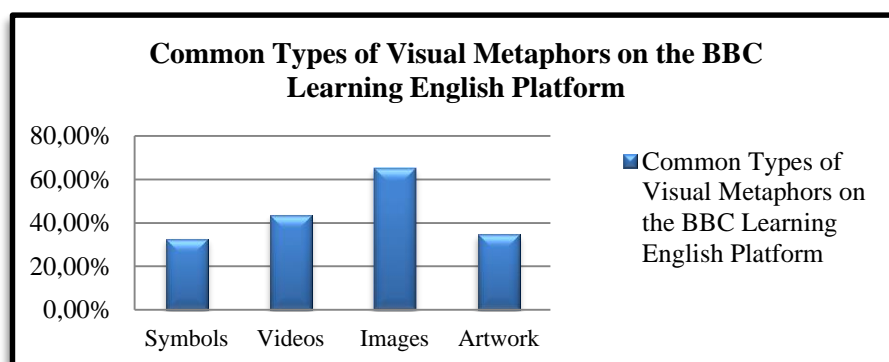 Common Types of Visual Metaphors on the BBC
Learning English Platform
80,00%
60,00%
40,00%
20,00%
0,00%
Symbols Videos Images Artwork
Common Types of
Visual Metaphors on
the BBC Learning
English Platform